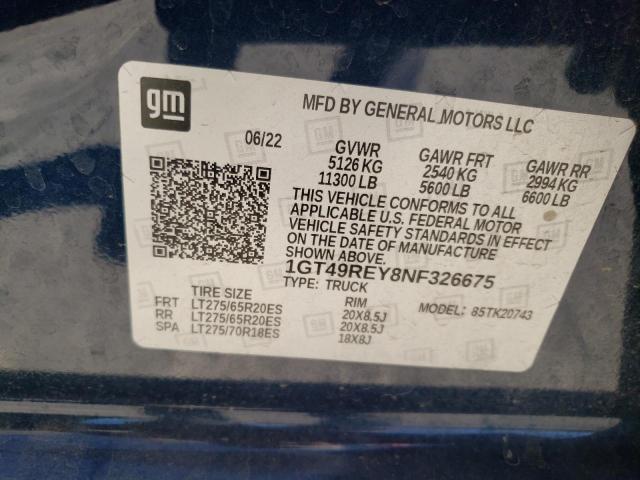 gm
MFD BY GENERAL MOTORS LLC
06/22
GVWR GAWR FRT GAWR RR
5126 KG 2540 KG 2994 KG
11300 LB 5600 LB 6600 LB
THIS VEHICLE CONFORMS TO ALL
APPLICABLE U.S. FEDERAL MOTOR
VEHICLE SAFETY STANDARDS IN EFFECT
ON THE DATE OF MANUFACTURE
1GT49REY8NF326675
TYPE: TRUCK
TIRE SIZE RIM MODEL: 85TK20743
FRT LT275/65R20ES 20X8.5J
RR LT275/65R20ES 20X8.5J
SPA LT275/70R18ES 18X8J